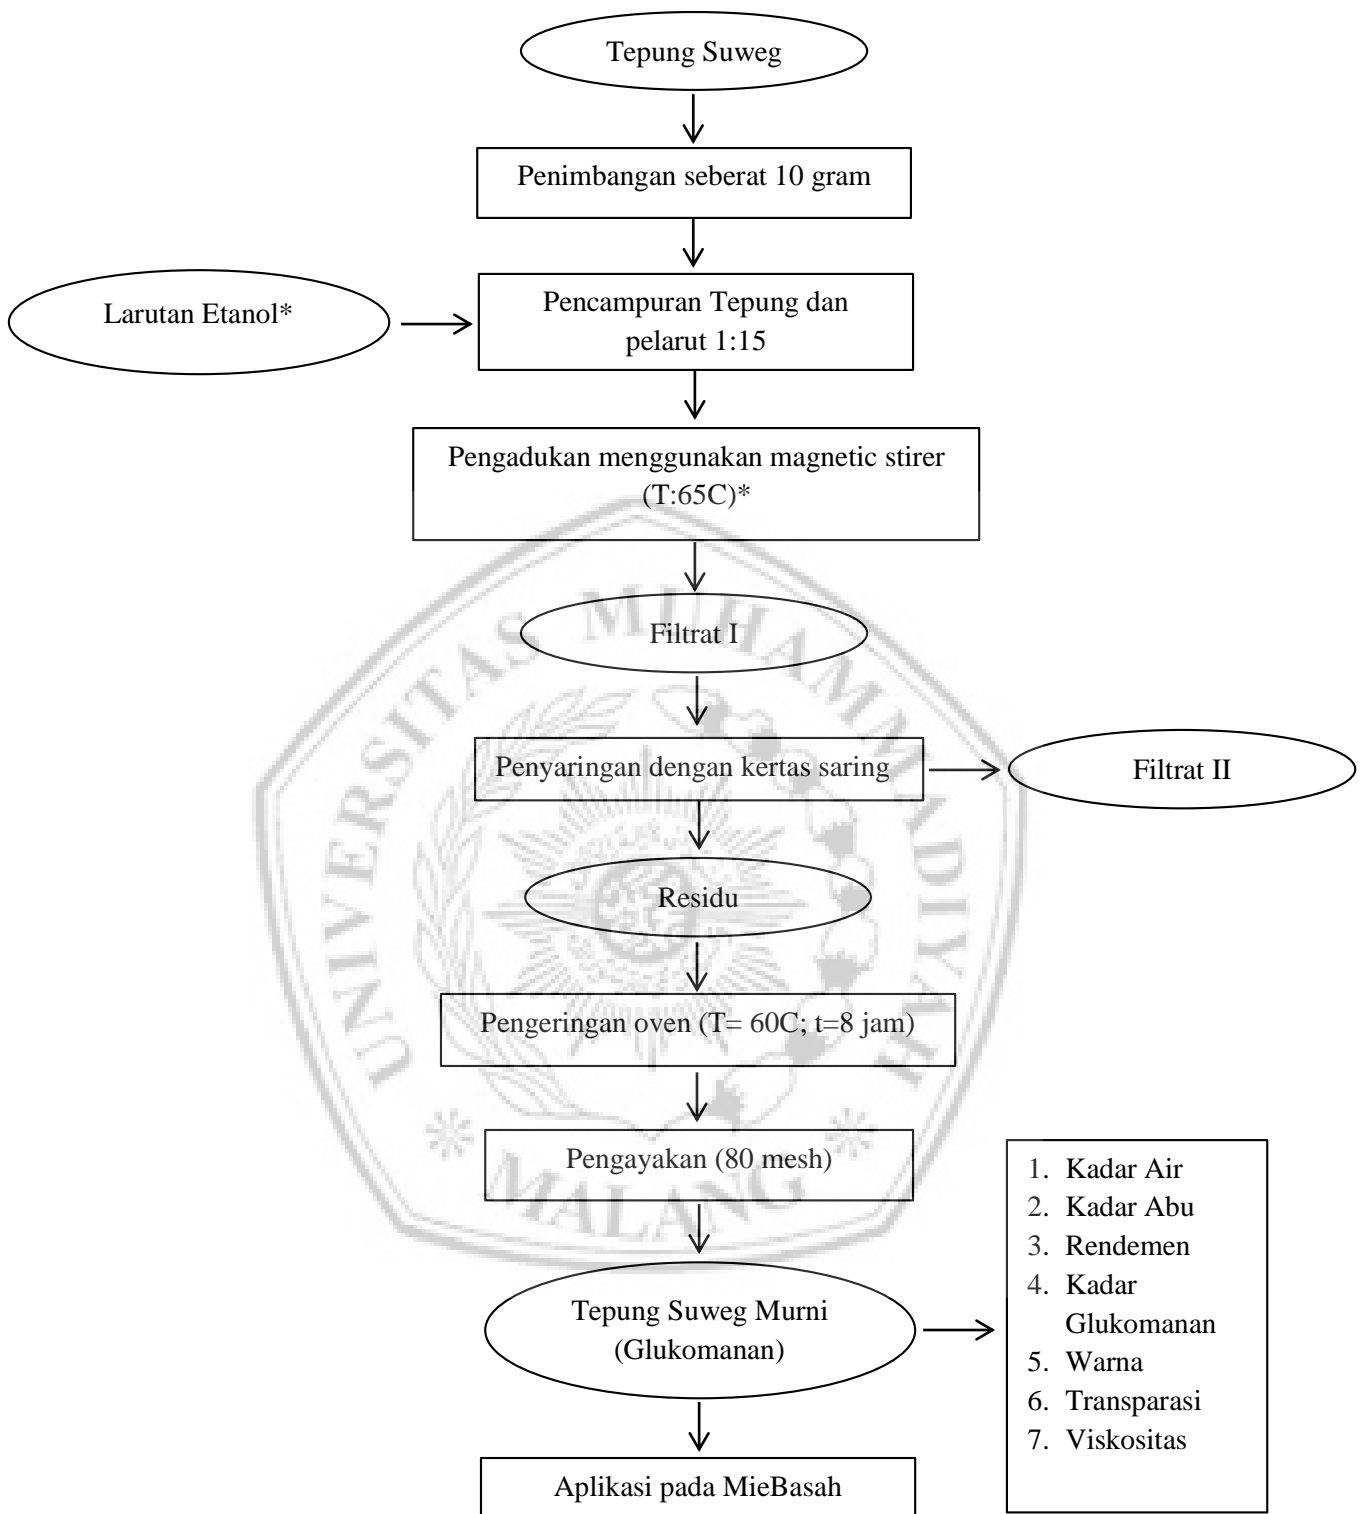 Tepung Suweg
Penimbangan seberat 10 gram
Larutan Etanol*
Pencampuran Tepung dan
pelarut 1:15
Pengadukan menggunakan magnetic stirer
(T:65C)*
Filtrat I
Penyaringan dengan kertas saring
Filtrat II
Residu
Pengeringan oven (T= 60C; t=8 jam)
Pengayakan (80 mesh)
Tepung Suweg Murni
(Glukomanan)
1. Kadar Air
2. Kadar Abu
3. Rendemen
4. Kadar
Glukomanan
5. Warna
6. Transparasi
7. Viskositas
Aplikasi pada MieBasah
UNIVERSITAS MUHAMMADIYAH
MALANG